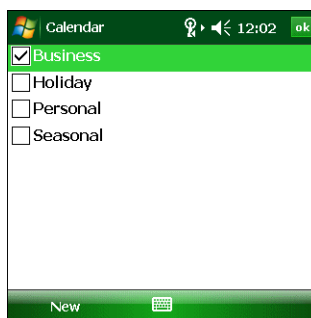 Calendar 12:02 ok
Business
Holiday
Personal
Seasonal
New